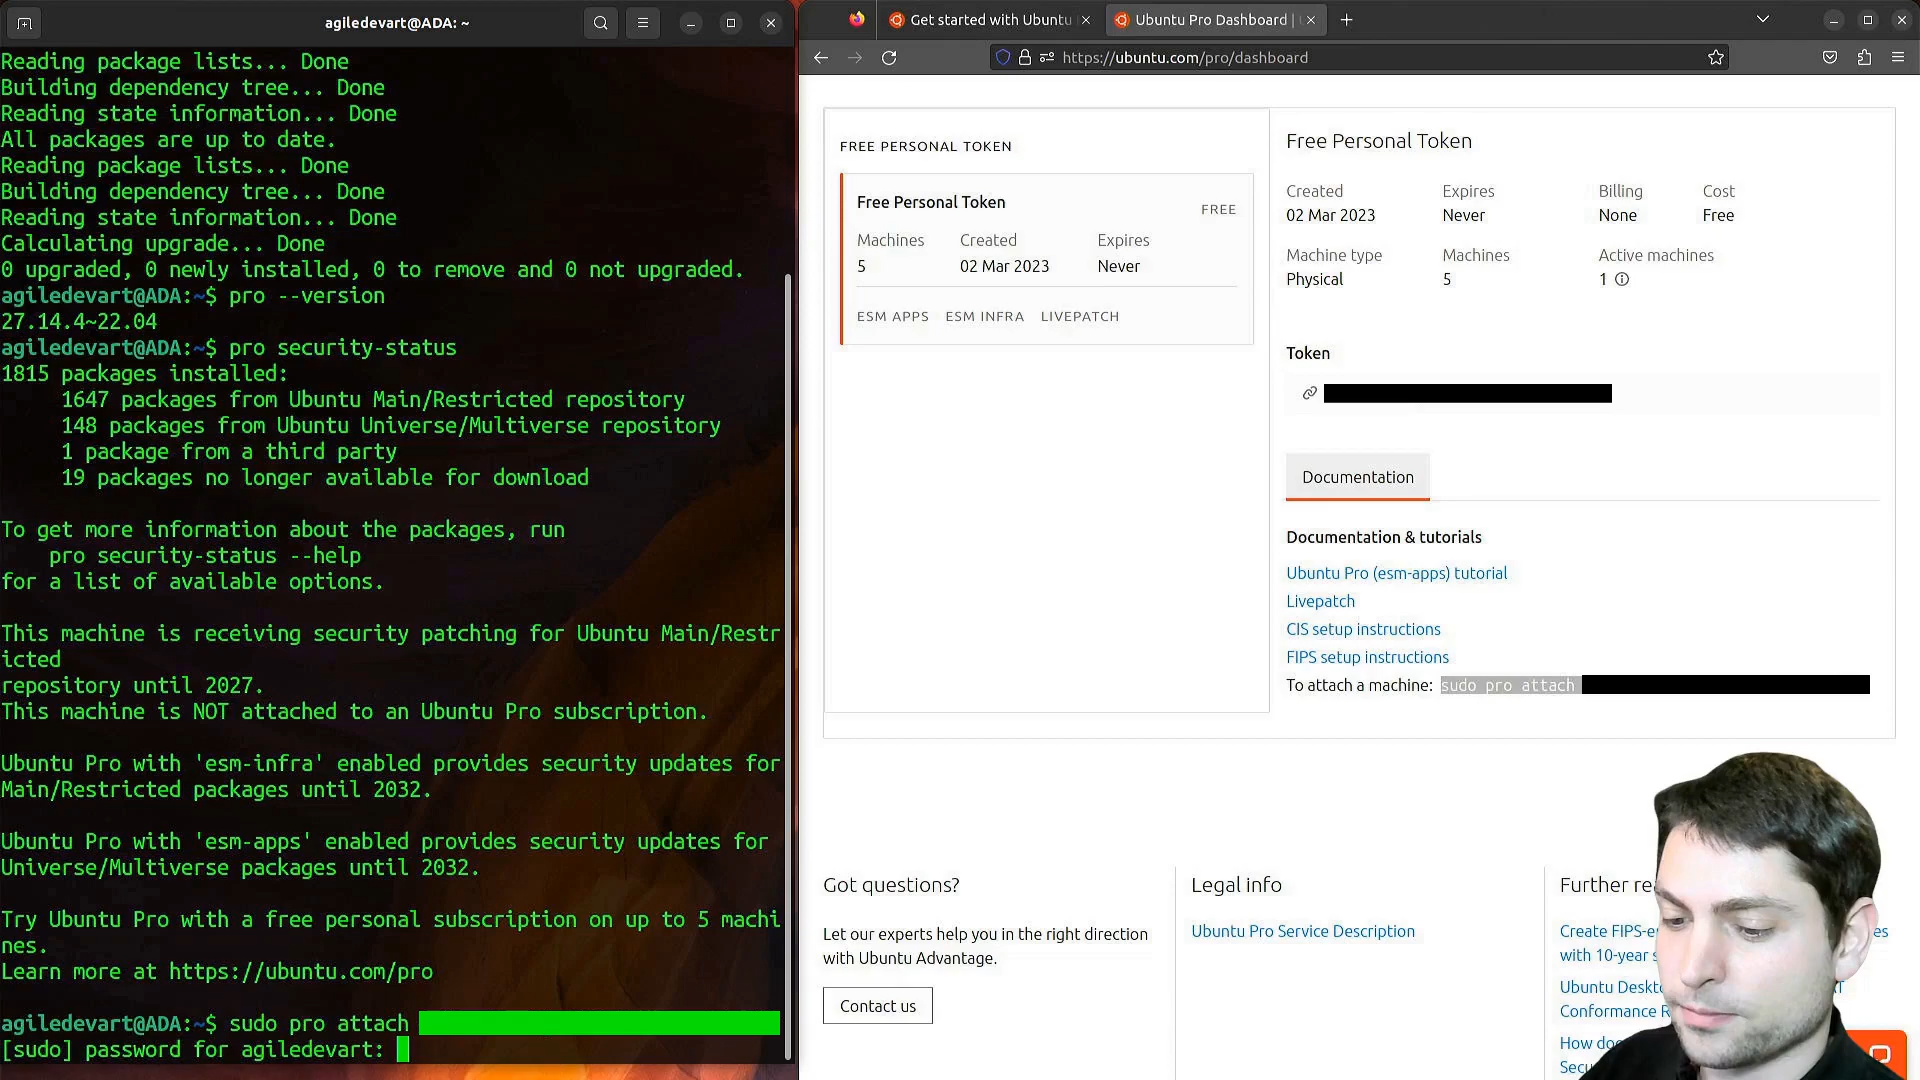 agiledevart@ADA: ~
Reading package lists... Done
Building dependency tree... Done
Reading state information... Done
All packages are up to date.
Reading package lists... Done
Building dependency tree... Done
Reading state information... Done
Calculating upgrade... Done
0 upgraded, 0 newly installed, 0 to remove and 0 not upgraded.
agiledevart@ADA:~$ pro --version
27.14.4~22.04
agiledevart@ADA:~$ pro security-status
1815 packages installed:
1647 packages from Ubuntu Main/Restricted repository
148 packages from Ubuntu Universe/Multiverse repository
1 package from a third party
19 packages no longer available for download
To get more information about the packages, run
pro security-status --help
for a list of available options.
This machine is receiving security patching for Ubuntu Main/Restr
icted
repository until 2027.
This machine is NOT attached to an Ubuntu Pro subscription.
Ubuntu Pro with 'esm-infra' enabled provides security updates for
Main/Restricted packages until 2032.
Ubuntu Pro with 'esm-apps' enabled provides security updates for
Universe/Multiverse packages until 2032.
Try Ubuntu Pro with a free personal subscription on up to 5 machi
nes.
Learn more at https://ubuntu.com/pro
agiledevart@ADA:~$ sudo pro attach
[sudo] password for agiledevart:
Get started with Ubuntu
Ubuntu Pro Dashboard |
https://ubuntu.com/pro/dashboard
FREE PERSONAL TOKEN
Free Personal Token
FREE
Machines Created Expires
5 02 Mar 2023 Never
ESM APPS ESM INFRA LIVEPATCH
Free Personal Token
Created Expires Billing Cost
02 Mar 2023 Never None Free
Machine type Machines Active machines
Physical 5 1
Token
Documentation
Documentation & tutorials
Ubuntu Pro (esm-apps) tutorial
Livepatch
CIS setup instructions
FIPS setup instructions
To attach a machine: sudo pro attach
Got questions?
Let our experts help you in the right direction
with Ubuntu Advantage.
Contact us
Legal info
Ubuntu Pro Service Description
Further
Create
with 10-year
Ubuntu
Conformance
How